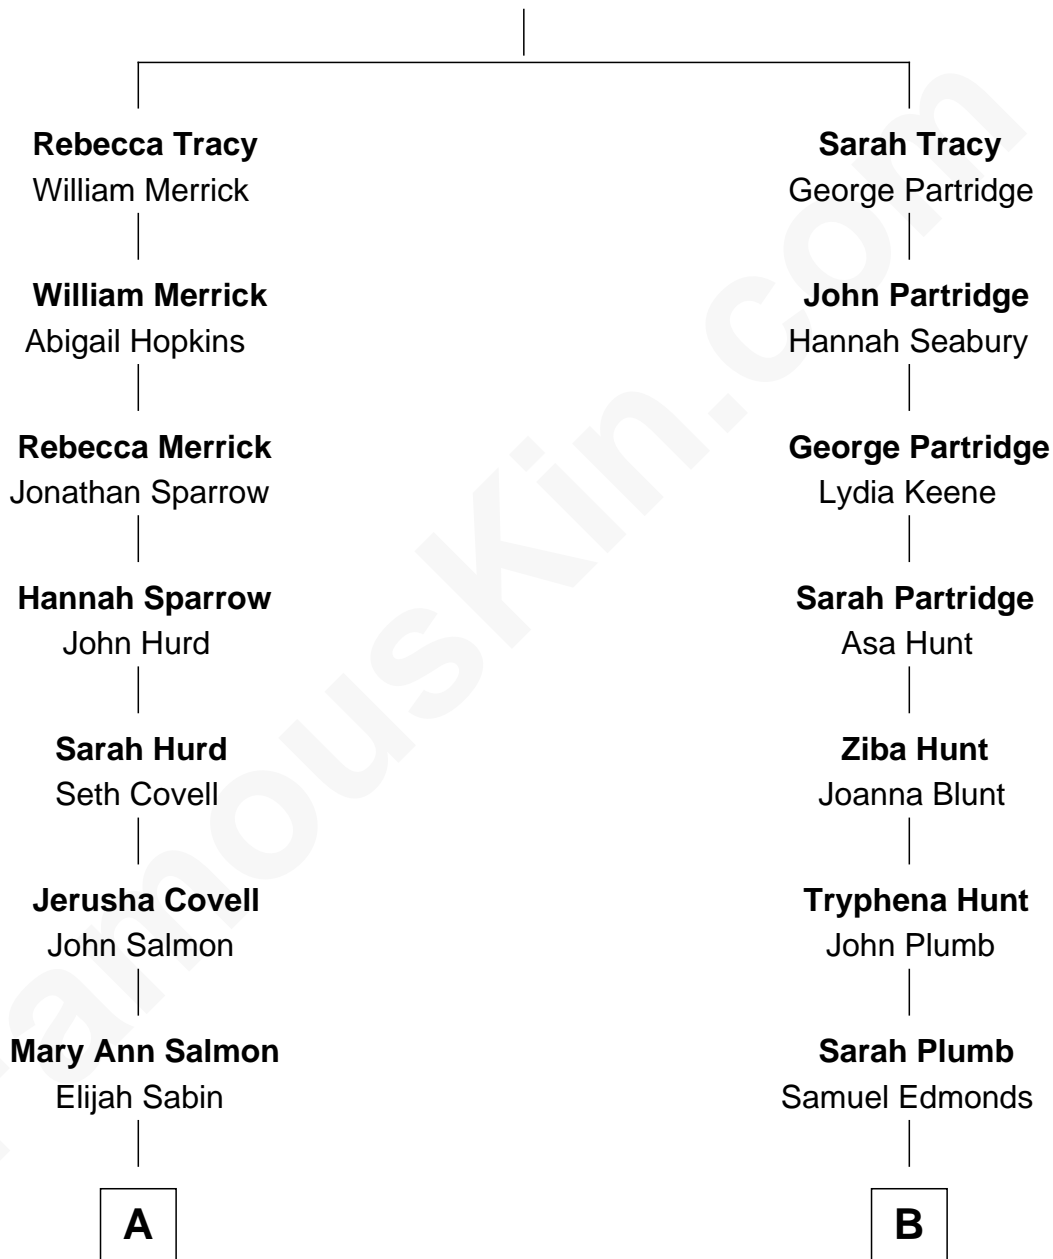 Rebecca Tracy
William Merrick
William Merrick
Abigail Hopkins
Rebecca Merrick
Jonathan Sparrow
Hannah Sparrow
John Hurd
Sarah Hurd
Seth Covell
Jerusha Covell
John Salmon
Mary Ann Salmon
Elijah Sabin
A
Sarah Tracy
George Partridge
John Partridge
Hannah Seabury
George Partridge
Lydia Keene
Sarah Partridge
Asa Hunt
Ziba Hunt
Joanna Blunt
Tryphena Hunt
John Plumb
Sarah Plumb
Samuel Edmonds
B
FamousKin.com